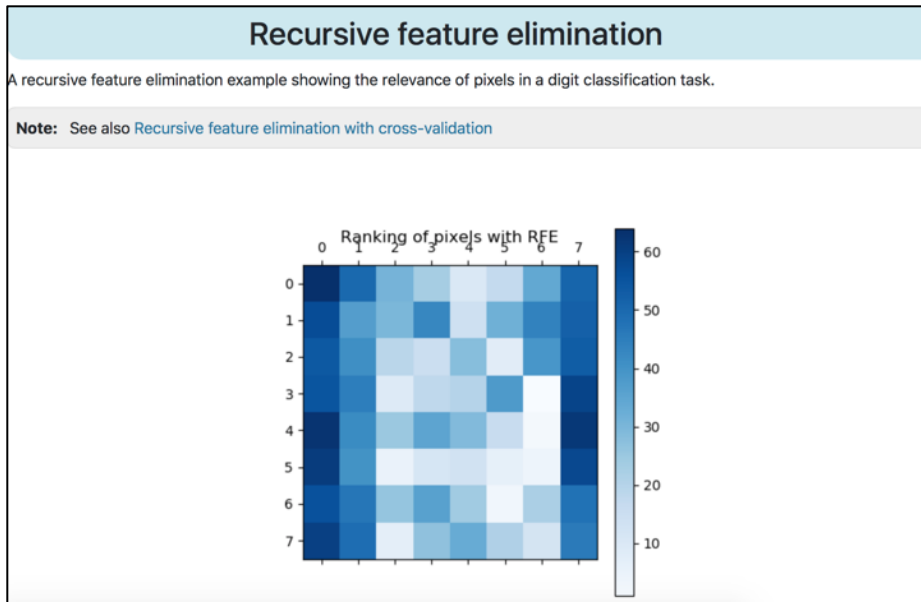 Recursive feature elimination
A recursive feature elimination example showing the relevance of pixels in a digit classification task.
Note: See also Recursive feature elimination with cross-validation
Ranking of pixels with RFE
0 1 2 3 4 5 6 7
0
1
2
3
4
5
6
7
60
50
40
30
20
10